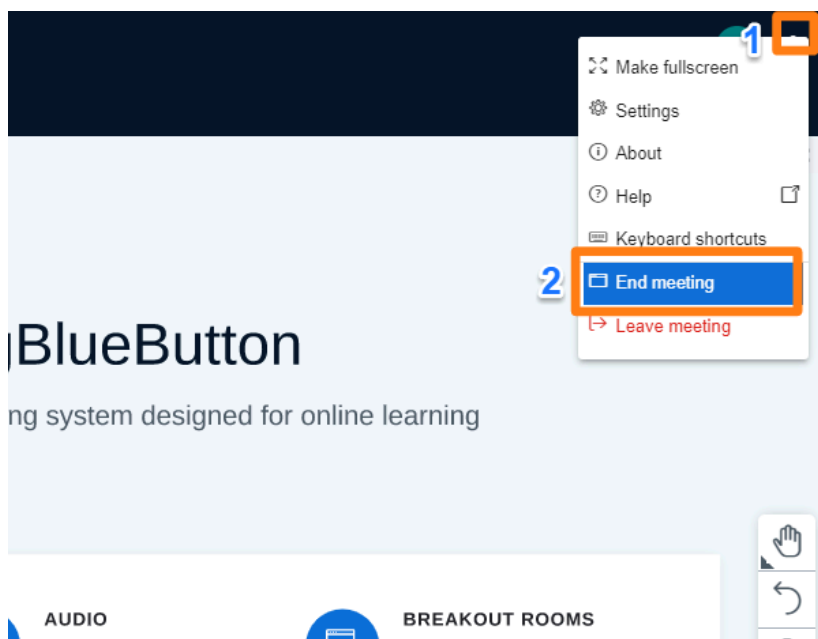 1
Make fullscreen
Settings
About
Help
Keyboard shortcuts
2
End meeting
Leave meeting
gBlueButton
ng system designed for online learning
AUDIO
BREAKOUT ROOMS